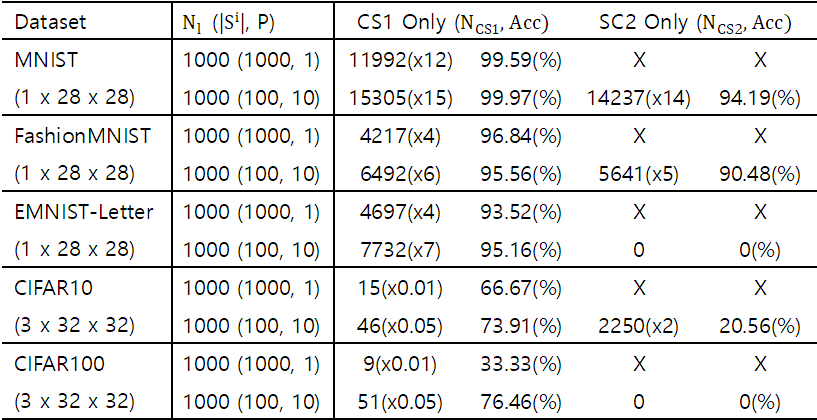 Dataset N_l (|S^i|, P) CS1 Only (N_CS1, Acc) SC2 Only (N_CS2, Acc)
MNIST 1000 (1000, 1) 11992(x12) 99.59(%) X X
(1 x 28 x 28) 1000 (100, 10) 15305(x15) 99.97(%) 14237(x14) 94.19(%)
FashionMNIST 1000 (1000, 1) 4217(x4) 96.84(%) X X
(1 x 28 x 28) 1000 (100, 10) 6492(x6) 95.56(%) 5641(x5) 90.48(%)
EMNIST-Letter 1000 (1000, 1) 4697(x4) 93.52(%) X X
(1 x 28 x 28) 1000 (100, 10) 7732(x7) 95.16(%) 0 0(%)
CIFAR10 1000 (1000, 1) 15(x0.01) 66.67(%) X X
(3 x 32 x 32) 1000 (100, 10) 46(x0.05) 73.91(%) 2250(x2) 20.56(%)
CIFAR100 1000 (1000, 1) 9(x0.01) 33.33(%) X X
(3 x 32 x 32) 1000 (100, 10) 51(x0.05) 76.46(%) 0 0(%)